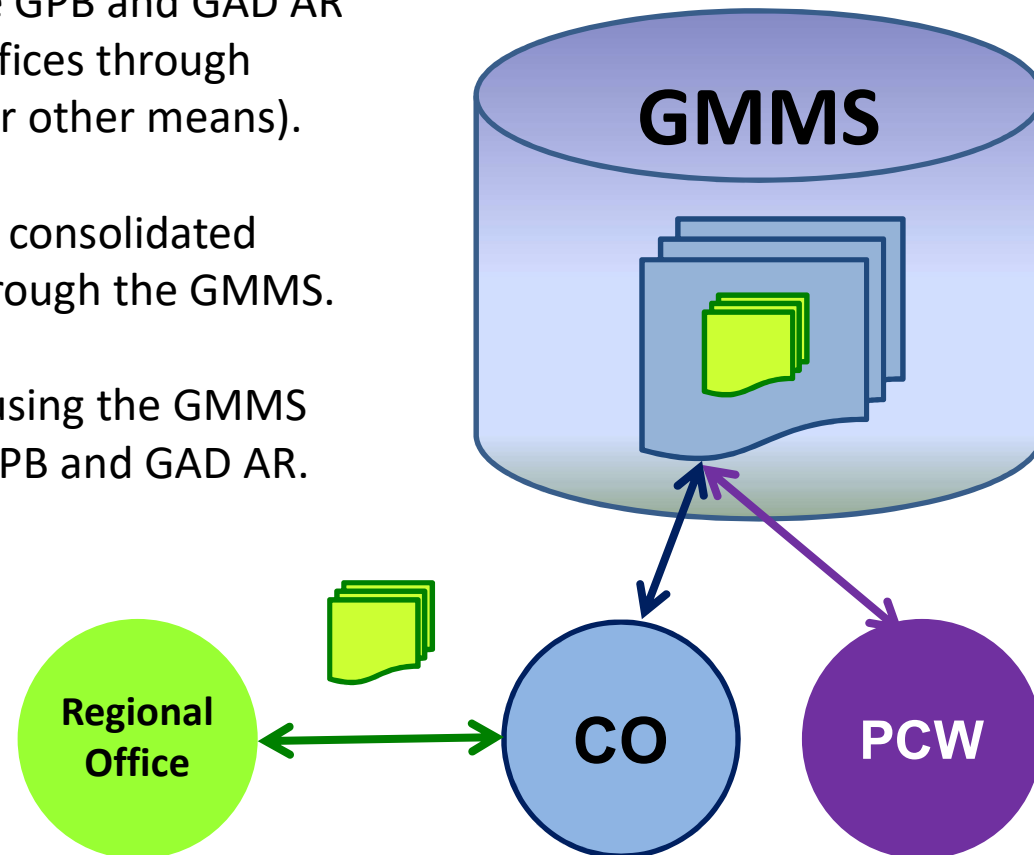 e GPB and GAD AR
fices through
r other means).
consolidated
rough the GMMS.
using the GMMS
PB and GAD AR.
GMMS
Regional
Office
CO
PCW